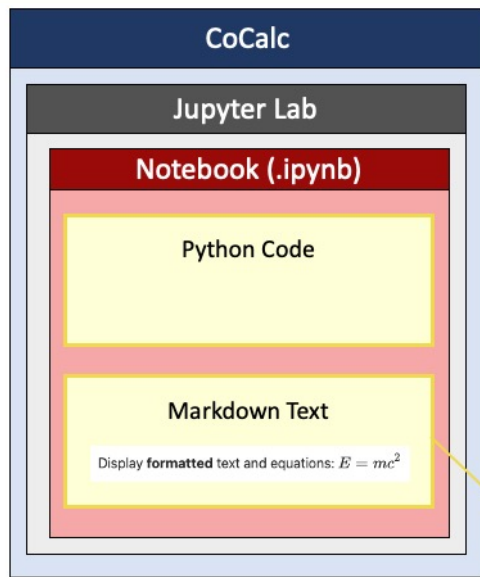 CoCalc
Jupyter Lab
Notebook (.ipynb)
Python Code
Markdown Text
Display formatted text and equations: E = mc²